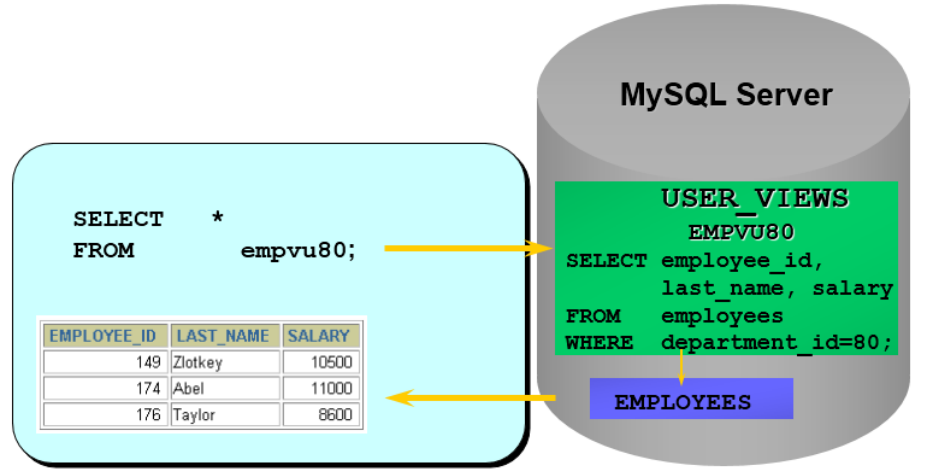 MySQL Server
SELECT *
FROM empvu80;
USER_VIEWS
EMPVU80
SELECT employee_id,
last_name, salary
FROM employees
WHERE department_id=80;
EMPLOYEES
EMPLOYEE_ID LAST_NAME SALARY
149 Zlotkey 10500
174 Abel 11000
176 Taylor 8600